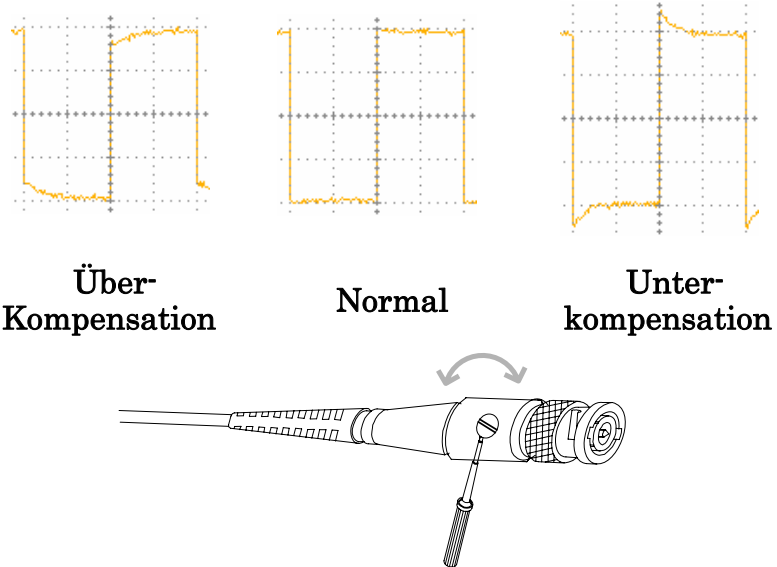 Über-
Kompensation
Normal
Unter-
kompensation